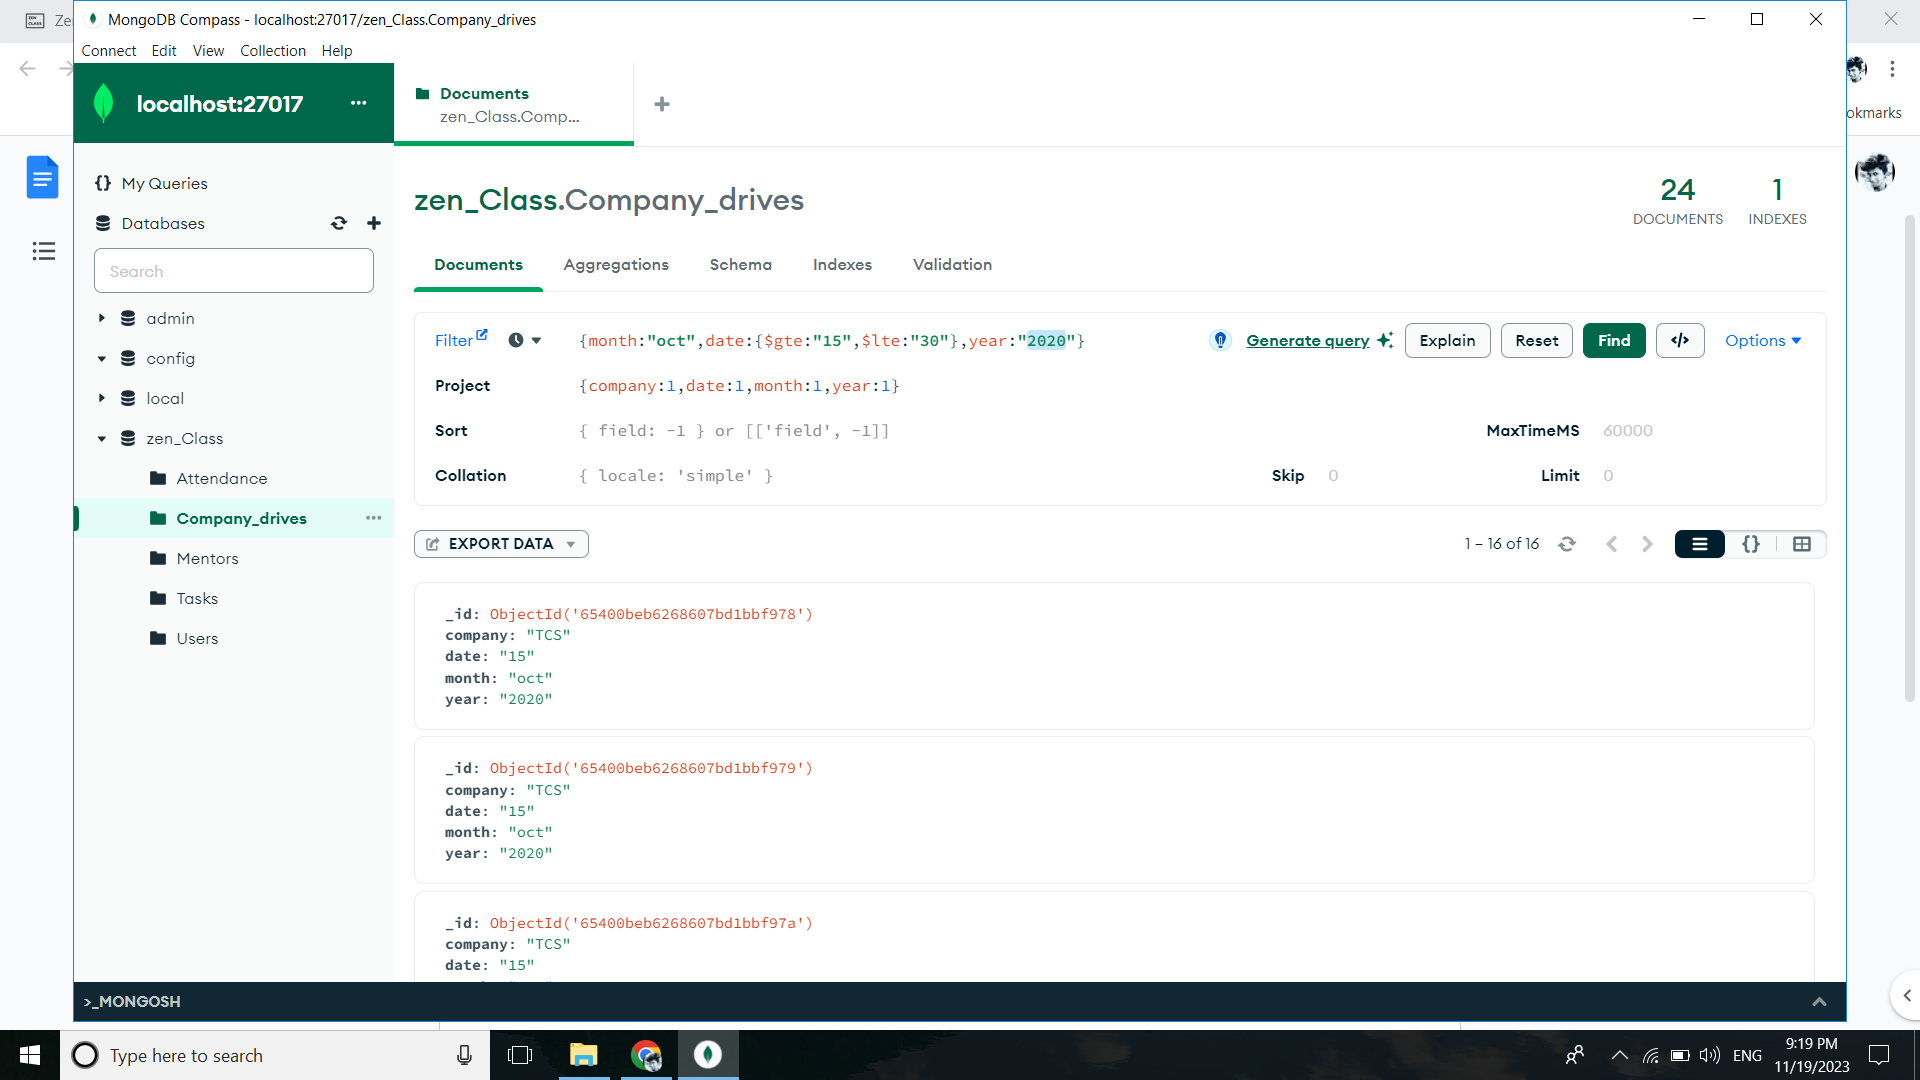 Ze
MongoDB Compass - localhost:27017/zen_Class.Company_drives
Connect Edit View Collection Help
okmarks
localhost:27017
Documents
zen_Class.Comp...
My Queries
Databases
Search
admin
config
local
zen_Class
Attendance
Company_drives
Mentors
Tasks
Users
zen_Class.Company_drives
24
DOCUMENTS
1
INDEXES
Documents Aggregations Schema Indexes Validation
Filter {month:"oct",date:{$gte:"15",$lte:"30"},year:"2020"} Generate query Explain Reset Find </> Options
Project {company:1,date:1,month:1,year:1}
Sort { field: -1 } or [['field', -1]] MaxTimeMS 60000
Collation { locale: 'simple' } Skip 0 Limit 0
EXPORT DATA 1 – 16 of 16 {}
_id: ObjectId('65400beb6268607bd1bbf978')
company: "TCS"
date: "15"
month: "oct"
year: "2020"
_id: ObjectId('65400beb6268607bd1bbf979')
company: "TCS"
date: "15"
month: "oct"
year: "2020"
_id: ObjectId('65400beb6268607bd1bbf97a')
company: "TCS"
date: "15"
>_MONGOSH
Type here to search
ENG
9:19 PM
11/19/2023